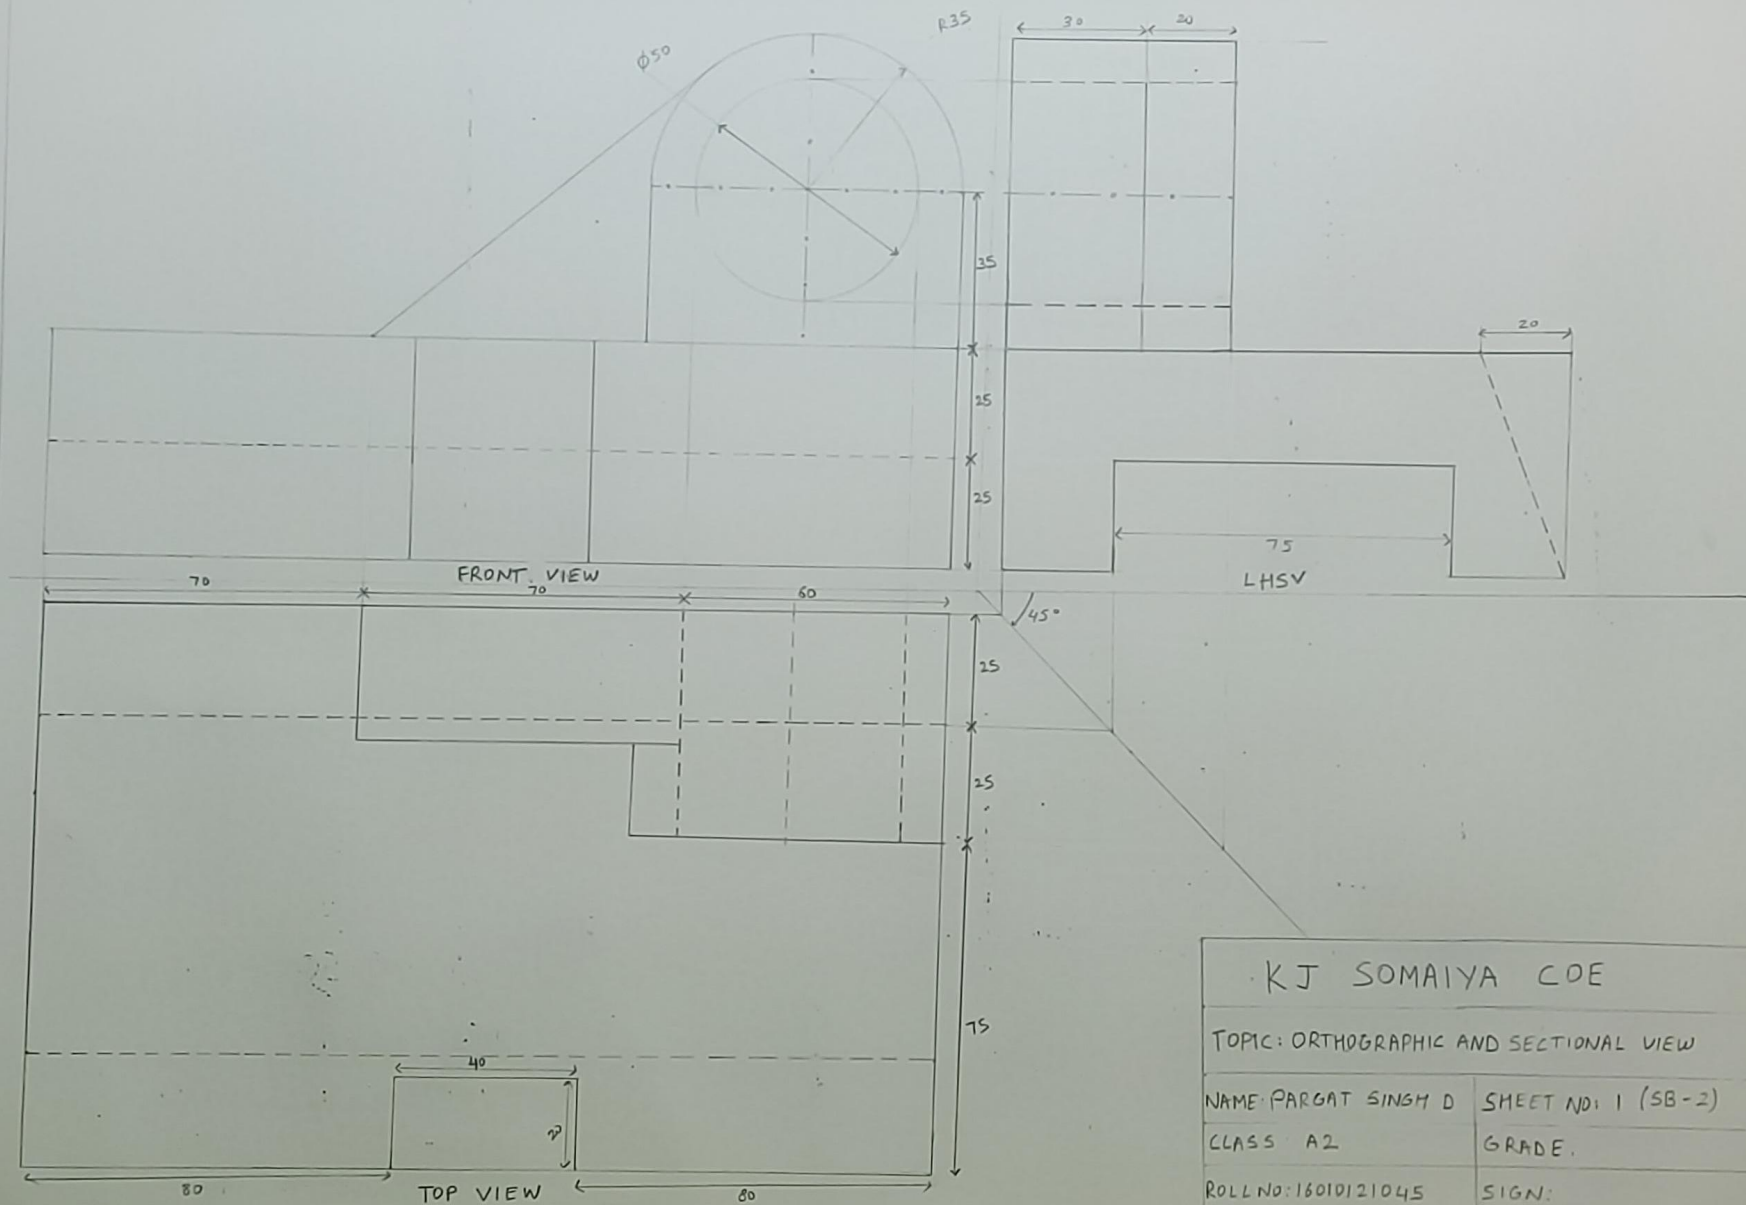 R35
30
20
Φ50
35
20
25
25
75
FRONT VIEW
LHSV
70
70
60
45°
25
25
75
40
80
TOP VIEW
80
KJ SOMAIYA COE
TOPIC: ORTHOGRAPHIC AND SECTIONAL VIEW
NAME: PARGAT SINGH D
SHEET NO: 1 (SB-2)
CLASS A2
GRADE.
ROLL NO: 16010121045
SIGN: